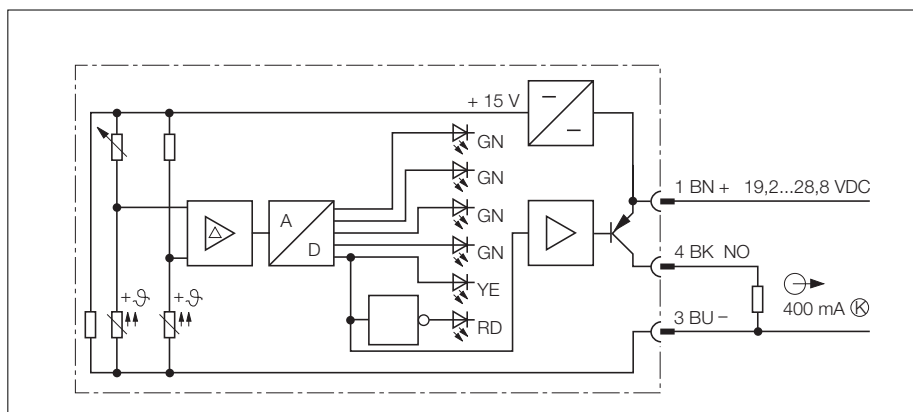 + 15 V
GN
GN
GN
GN
YE
RD
A
D
+ϑ
+ϑ
1 BN + 19,2...28,8 VDC
4 BK NO
400 mA Ⓚ
3 BU –